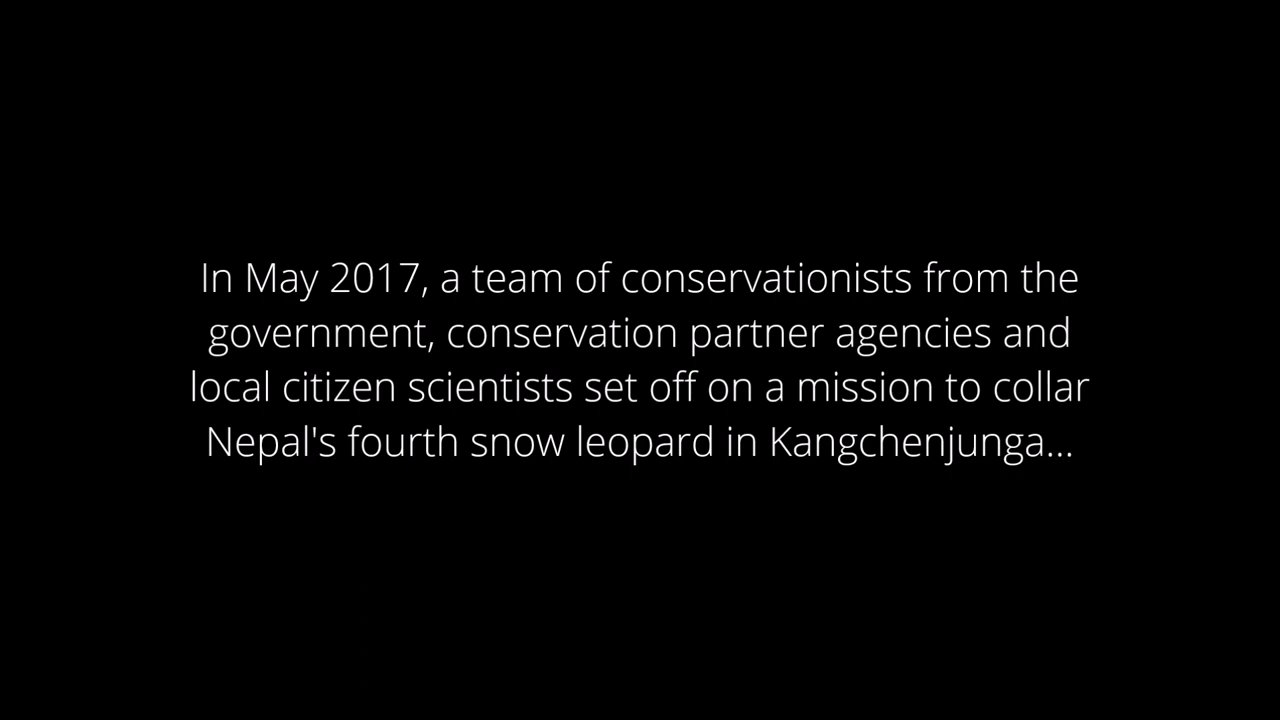 In May 2017, a team of conservationists from the
government, conservation partner agencies and
local citizen scientists set off on a mission to collar
Nepal's fourth snow leopard in Kangchenjunga...